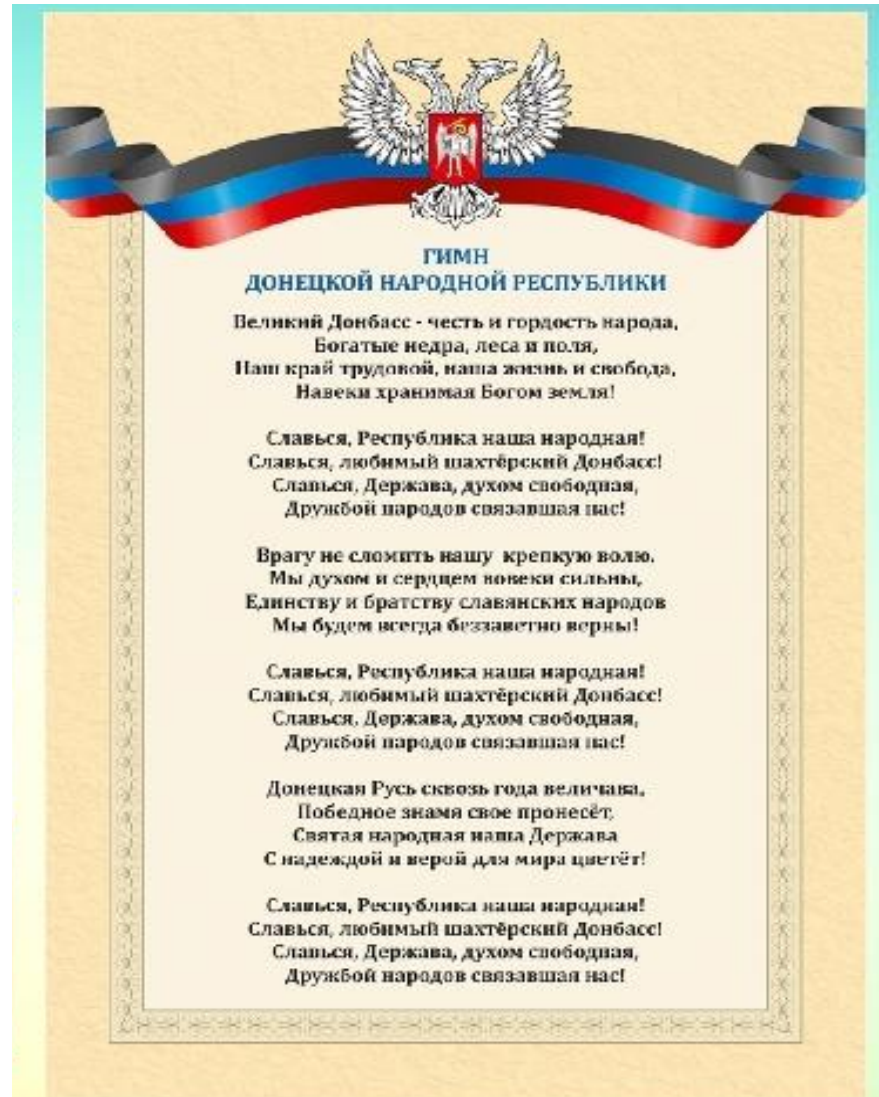 ГИМН
ДОНЕЦКОЙ НАРОДНОЙ РЕСПУБЛИКИ
Великий Донбасс - честь и гордость народа,
Богатые недра, леса и поля,
Наш край трудовой, наша жизнь и свобода,
Навеки хранимая Богом земля!
Славься, Республика наша народная!
Славься, любимый шахтёрский Донбасс!
Славься, Держава, духом свободная,
Дружбой народов связавшая нас!
Врагу не сломить нашу крепкую волю.
Мы духом и сердцем вовеки сильны,
Единству и братству славянских народов
Мы будем всегда беззаветно верны!
Славься, Республика наша народная!
Славься, любимый шахтёрский Донбасс!
Славься, Держава, духом свободная,
Дружбой народов связавшая нас!
Донецкая Русь сквозь года величава,
Победное знамя свое пронесёт,
Святая народная наша Держава
С надеждой и верой для мира цветёт!
Славься, Республика наша народная!
Славься, любимый шахтёрский Донбасс!
Славься, Держава, духом свободная,
Дружбой народов связавшая нас!